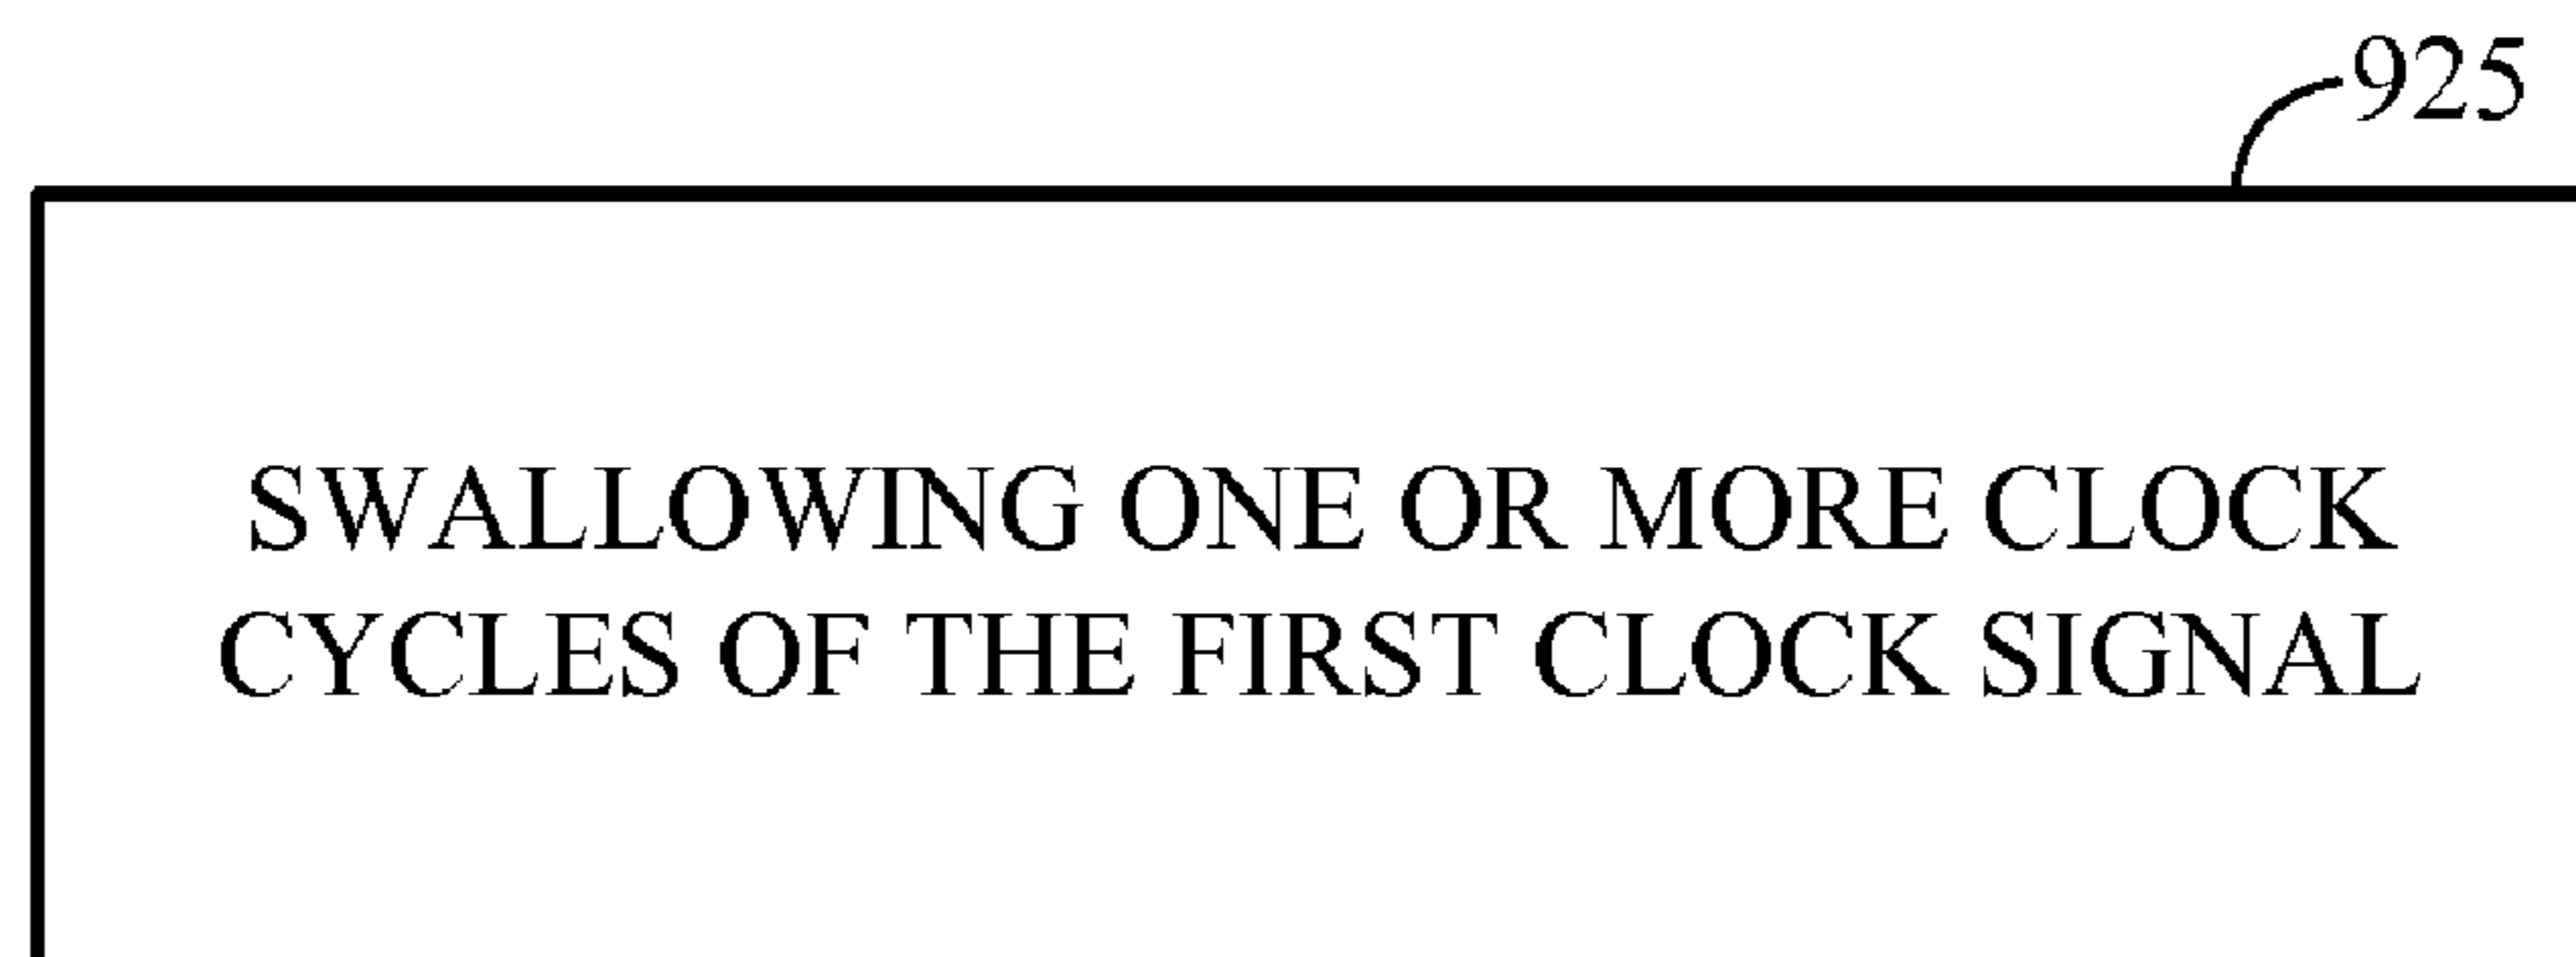 925
SWALLOWING ONE OR MORE CLOCK
CYCLES OF THE FIRST CLOCK SIGNAL